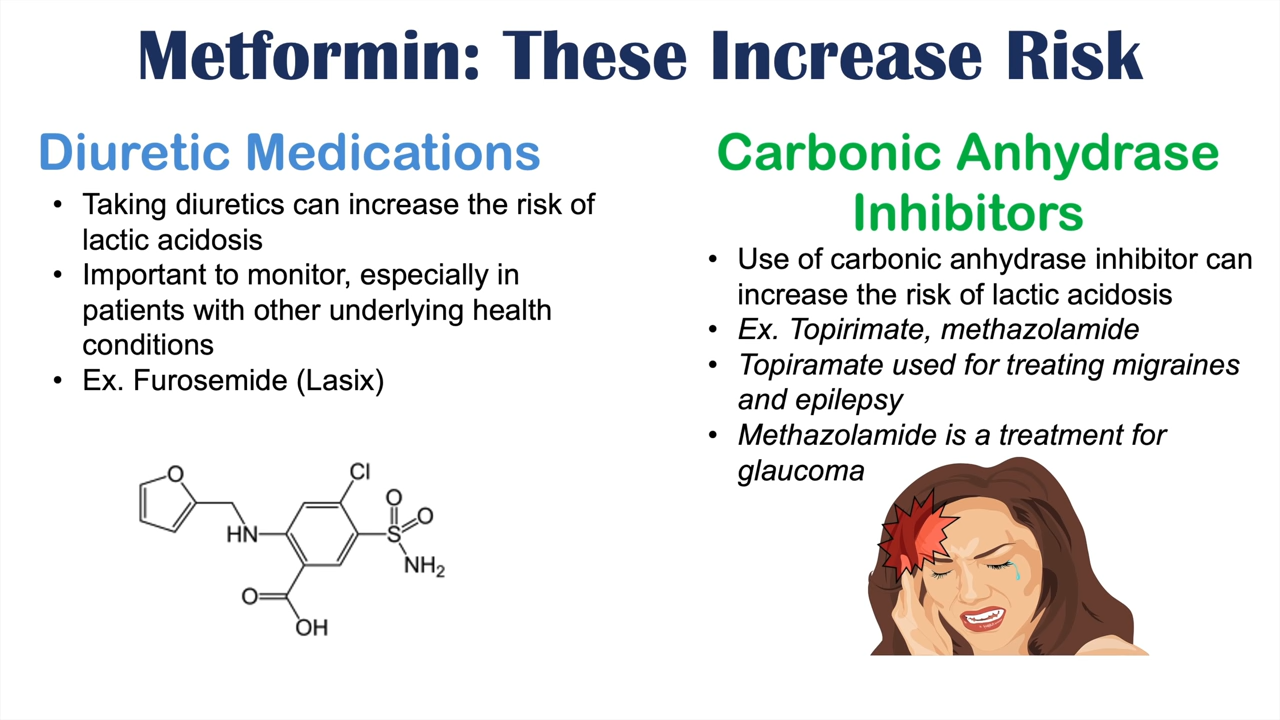 Metformin: These Increase Risk
Diuretic Medications
• Taking diuretics can increase the risk of
lactic acidosis
• Important to monitor, especially in
patients with other underlying health
conditions
• Ex. Furosemide (Lasix)
O
Cl
HN
O
O
S
NH₂
O
OH
Carbonic Anhydrase
Inhibitors
• Use of carbonic anhydrase inhibitor can
increase the risk of lactic acidosis
• Ex. Topirimate, methazolamide
• Topiramate used for treating migraines
and epilepsy
• Methazolamide is a treatment for
glaucoma